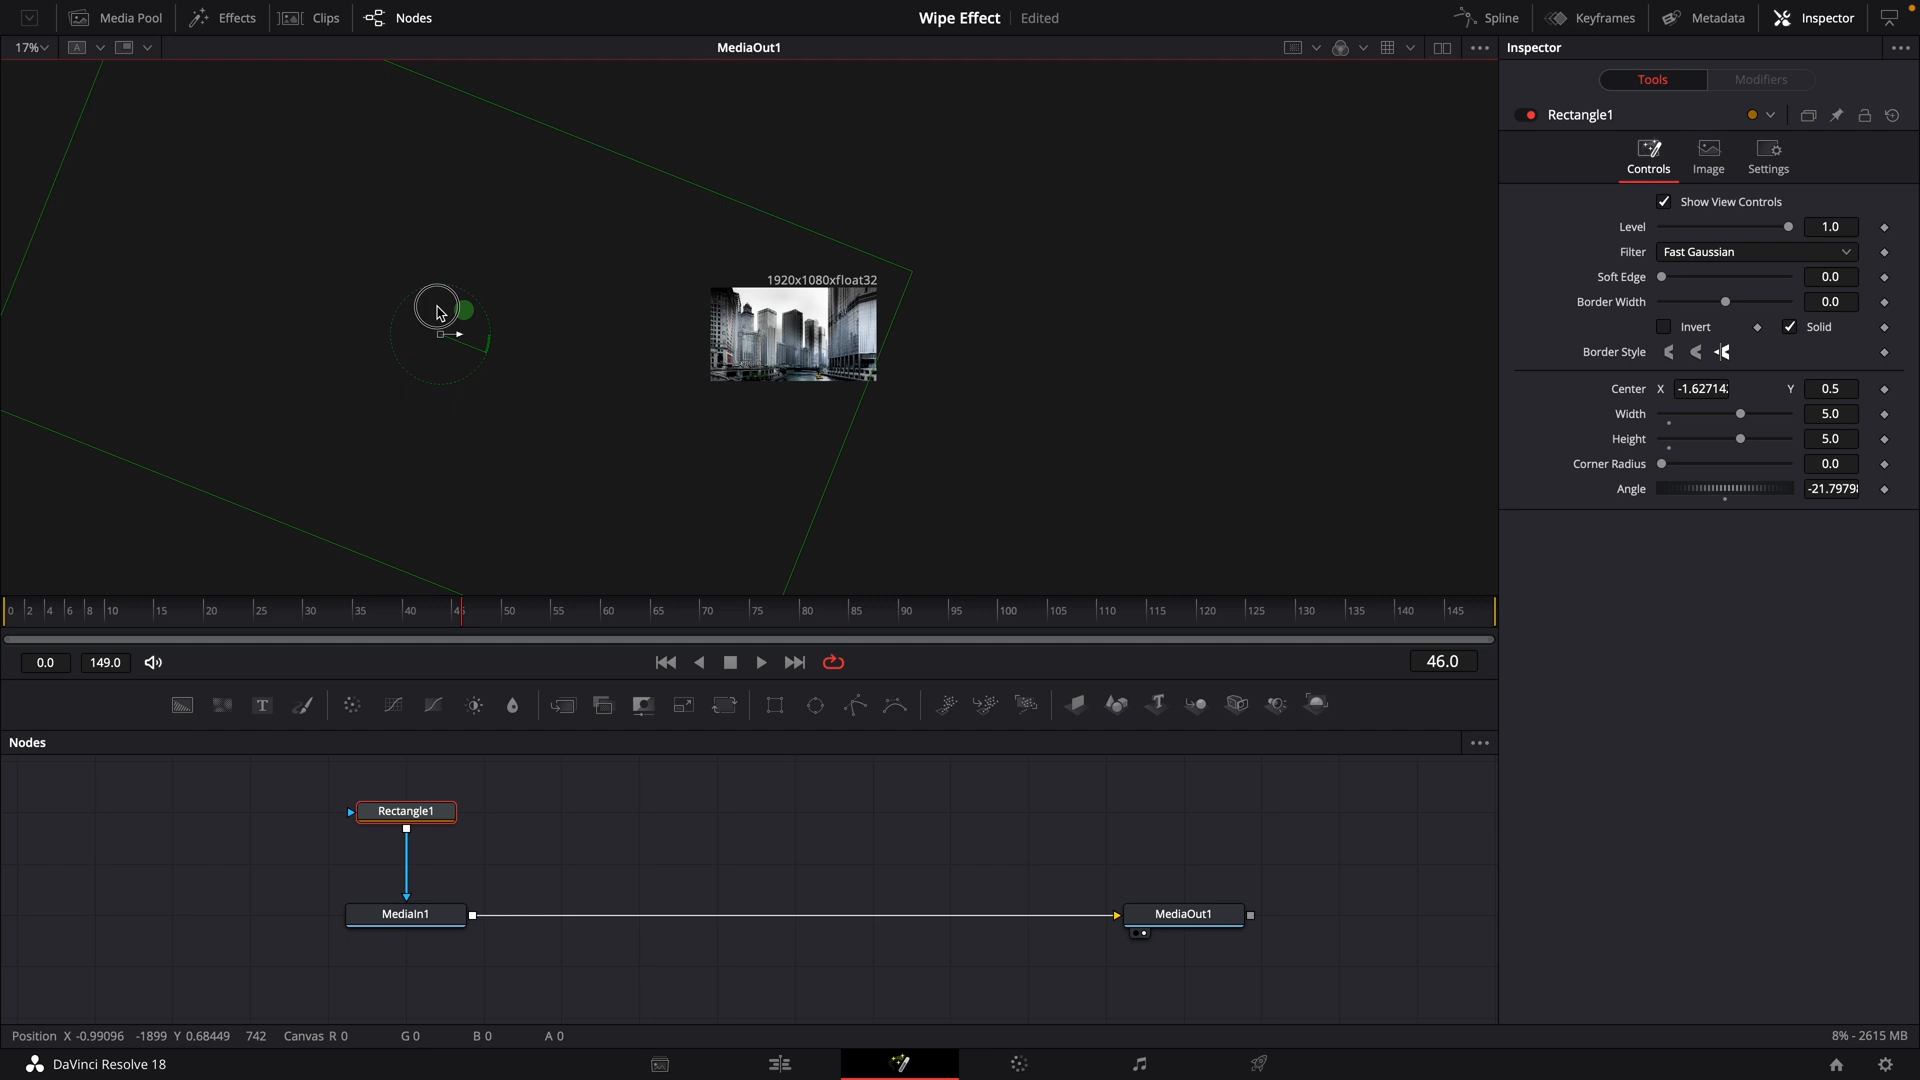 Media Pool Effects Clips Nodes Wipe Effect Edited Spline Keyframes Metadata Inspector
17% A MediaOut1 Inspector
Tools Modifiers
Rectangle1
Controls Image Settings
Show View Controls
Level 1.0
Filter Fast Gaussian
Soft Edge 0.0
Border Width 0.0
Invert Solid
Border Style
Center X -1.62714 Y 0.5
Width 5.0
Height 5.0
Corner Radius 0.0
Angle -21.7979
1920x1080xfloat32
0 2 4 6 8 10 15 20 25 30 35 40 45 50 55 60 65 70 75 80 85 90 95 100 105 110 115 120 125 130 135 140 145
0.0 149.0 46.0
T T
Nodes
Rectangle1
MediaIn1 MediaOut1
Position X -0.99096 -1899 Y 0.68449 742 Canvas R 0 G 0 B 0 A 0 8% - 2615 MB
DaVinci Resolve 18